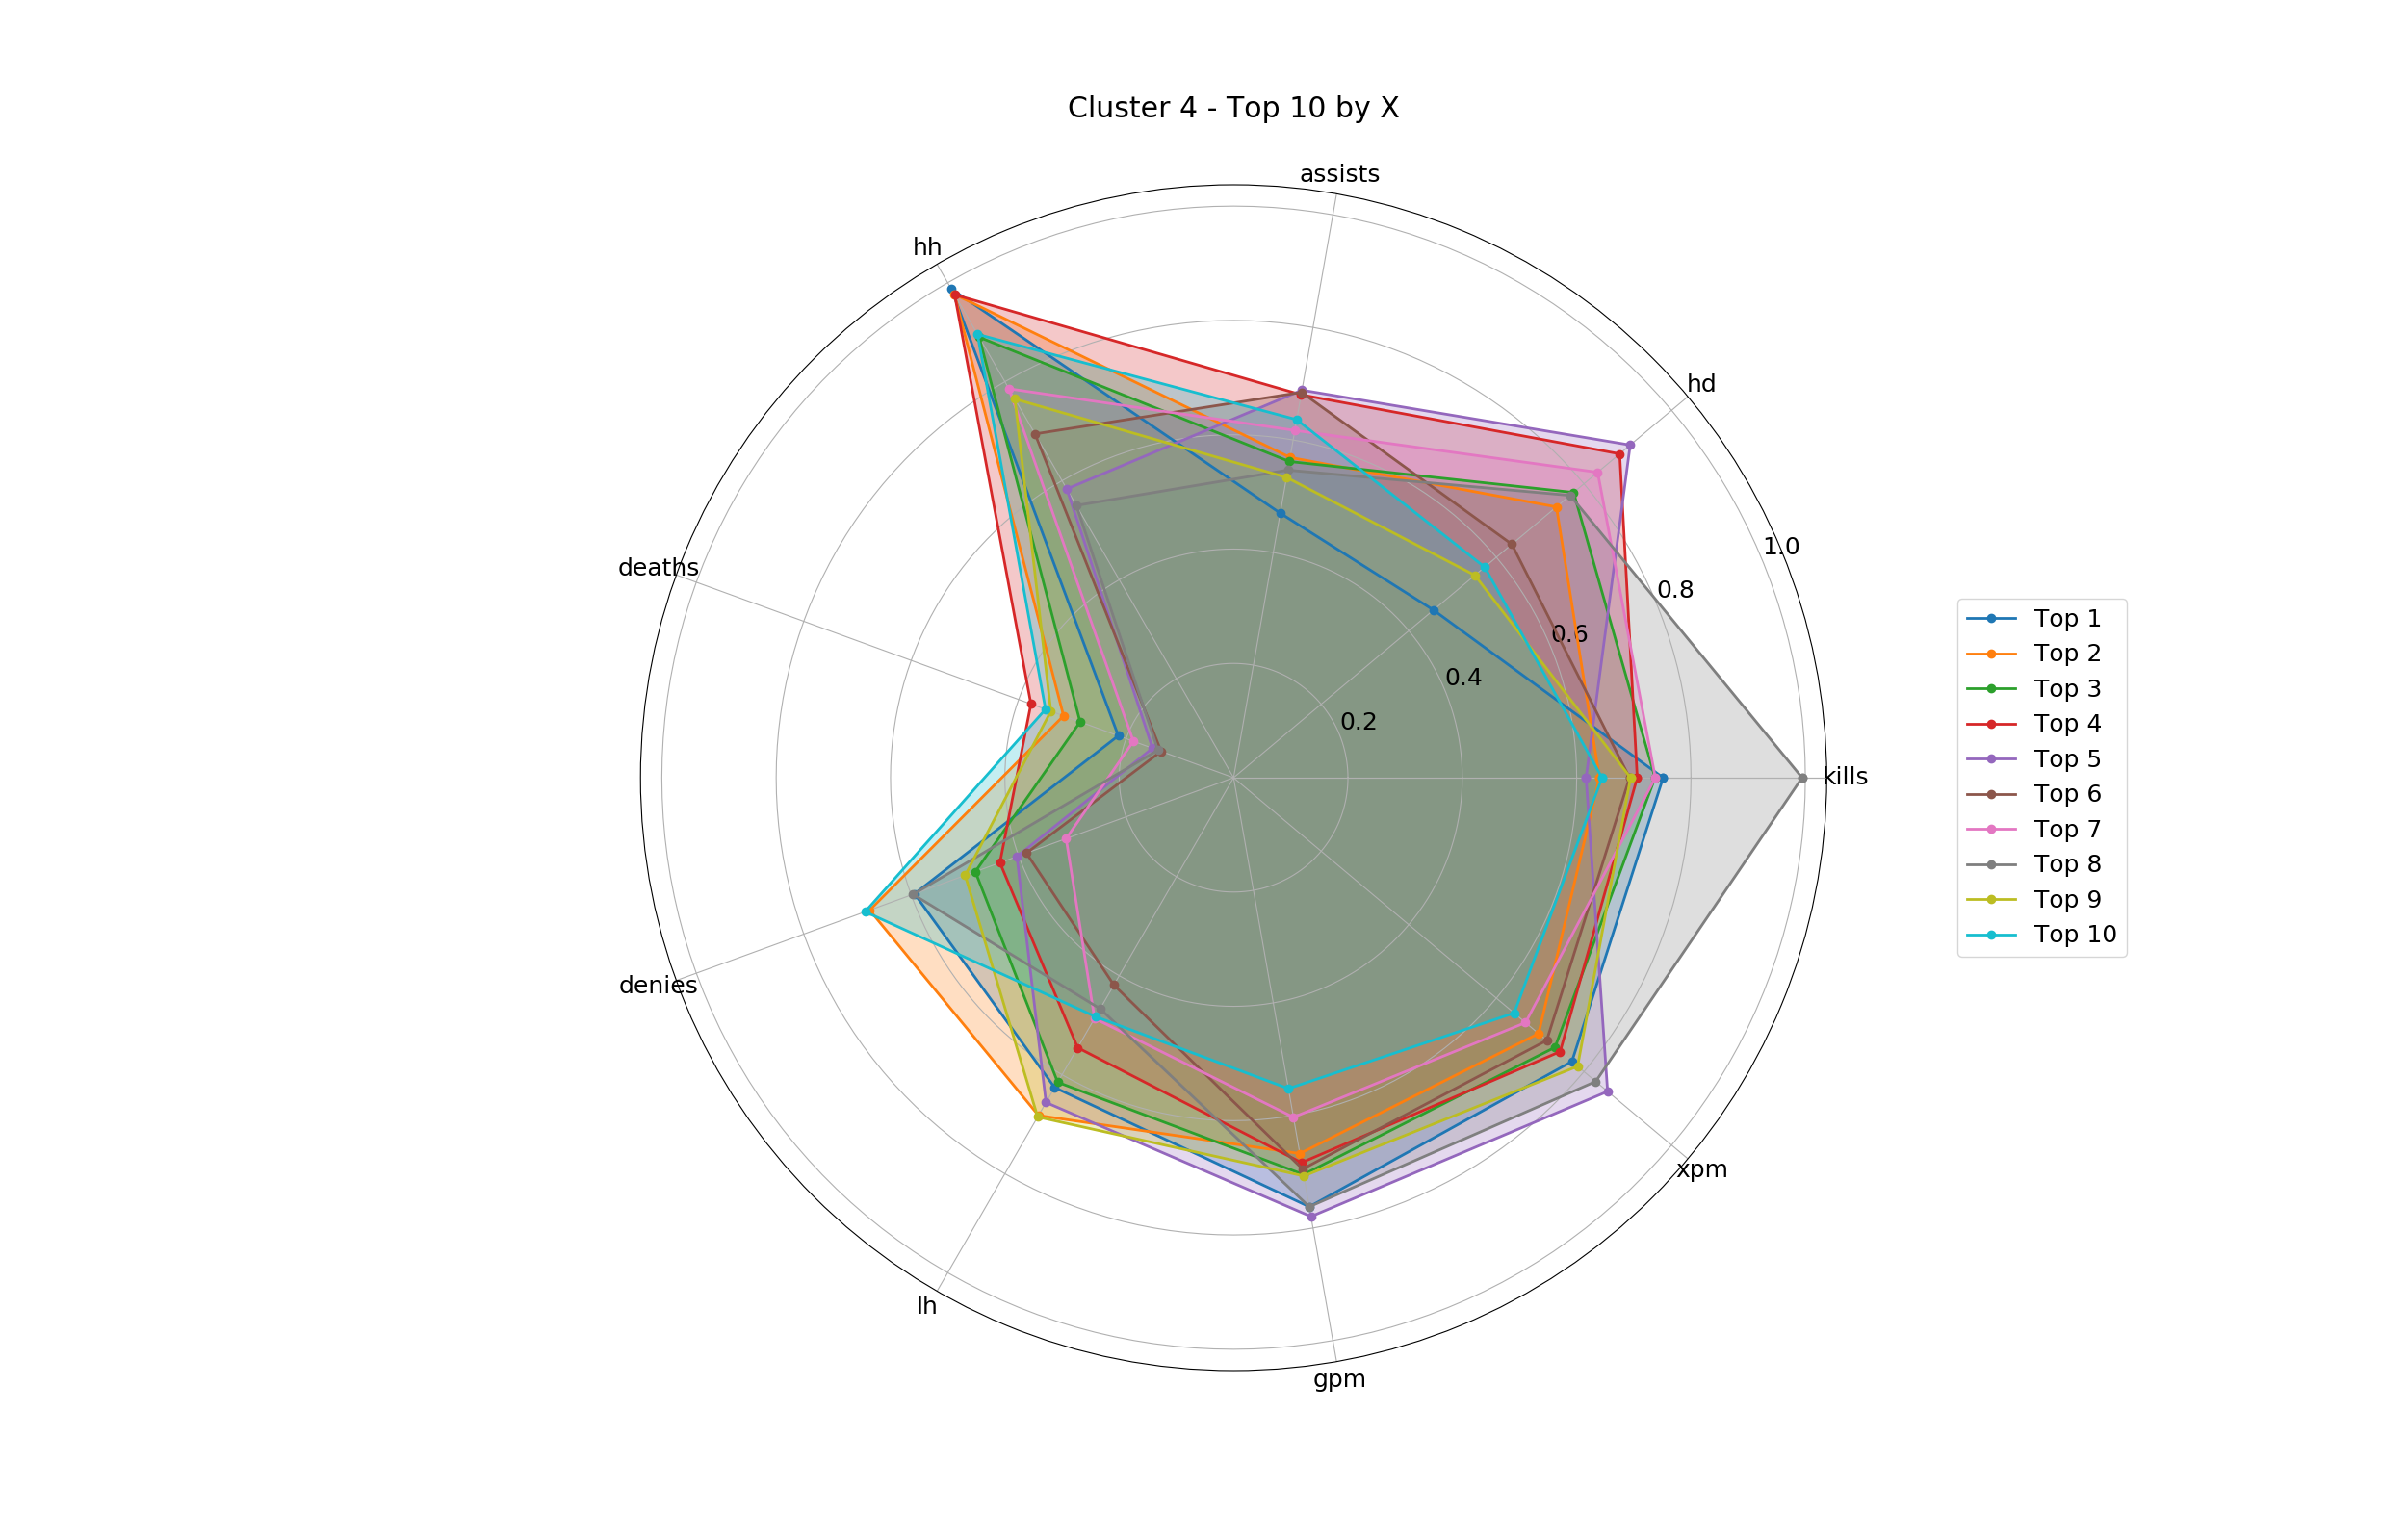 Cluster 4 - Top 10 by X
assists
hh
hd
deaths
1.0
0.8
0.6
0.4
0.2
kills
denies
xpm
lh
gpm
Top 1
Top 2
Top 3
Top 4
Top 5
Top 6
Top 7
Top 8
Top 9
Top 10